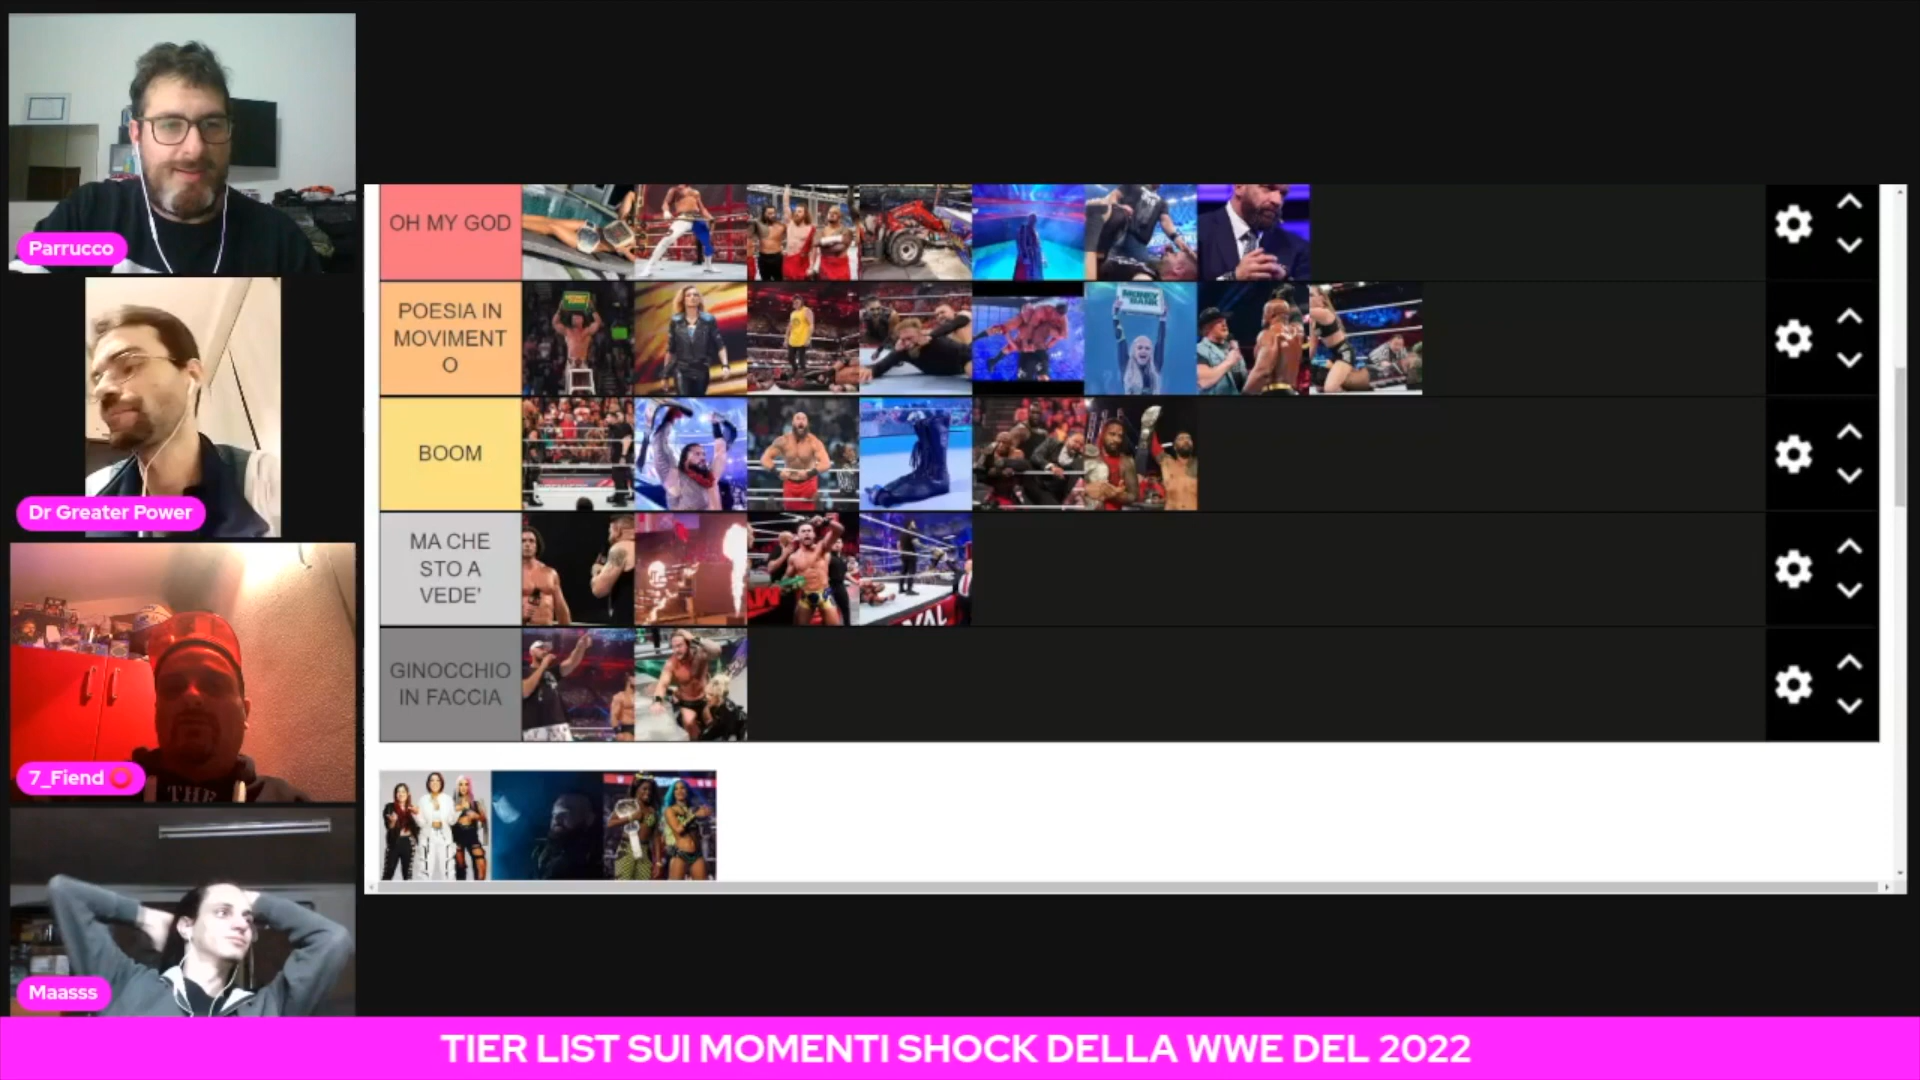 Parrucco
Dr Greater Power
7_Fiend
THE
Maasss
OH MY GOD
POESIA IN
MOVIMENT
O
BOOM
MA CHE
STO A
VEDE'
GINOCCHIO
IN FACCIA
TIER LIST SUI MOMENTI SHOCK DELLA WWE DEL 2022